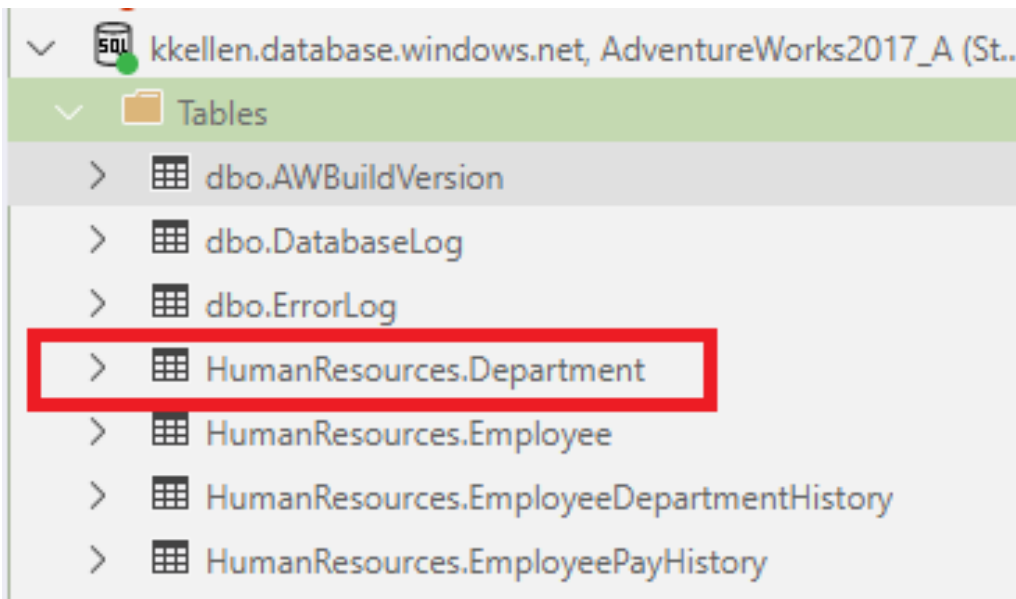 SQL kkellen.database.windows.net, AdventureWorks2017_A (St...
Tables
dbo.AWBuildVersion
dbo.DatabaseLog
dbo.ErrorLog
HumanResources.Department
HumanResources.Employee
HumanResources.EmployeeDepartmentHistory
HumanResources.EmployeePayHistory